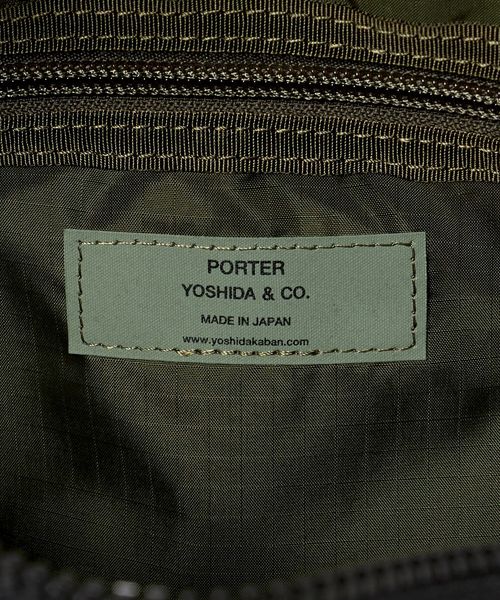 PORTER
YOSHIDA & CO.
MADE IN JAPAN
www.yoshidakaban.com